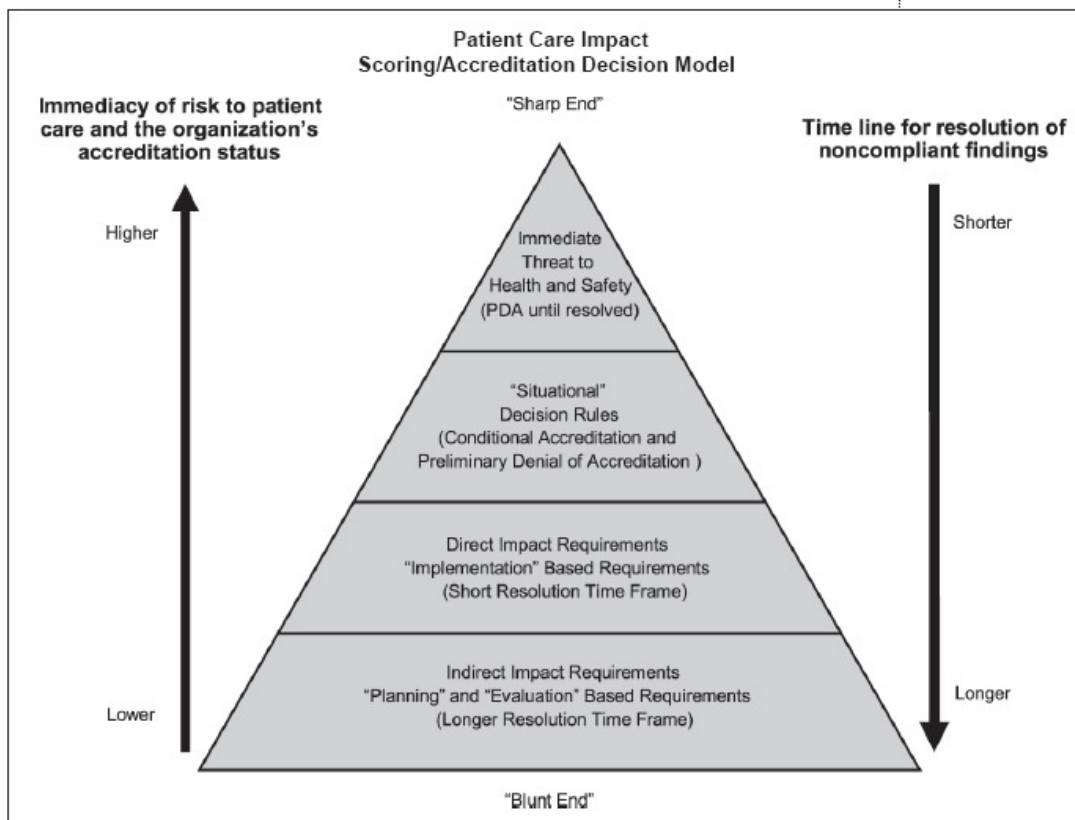 Patient Care Impact
Scoring/Accreditation Decision Model
"Sharp End"
Immediacy of risk to patient
care and the organization's
accreditation status
Time line for resolution of
noncompliant findings
Higher
Shorter
Immediate
Threat to
Health and Safety
(PDA until resolved)
"Situational"
Decision Rules
(Conditional Accreditation and
Preliminary Denial of Accreditation )
Direct Impact Requirements
"Implementation" Based Requirements
(Short Resolution Time Frame)
Indirect Impact Requirements
"Planning" and "Evaluation" Based Requirements
(Longer Resolution Time Frame)
Lower
Longer
"Blunt End"